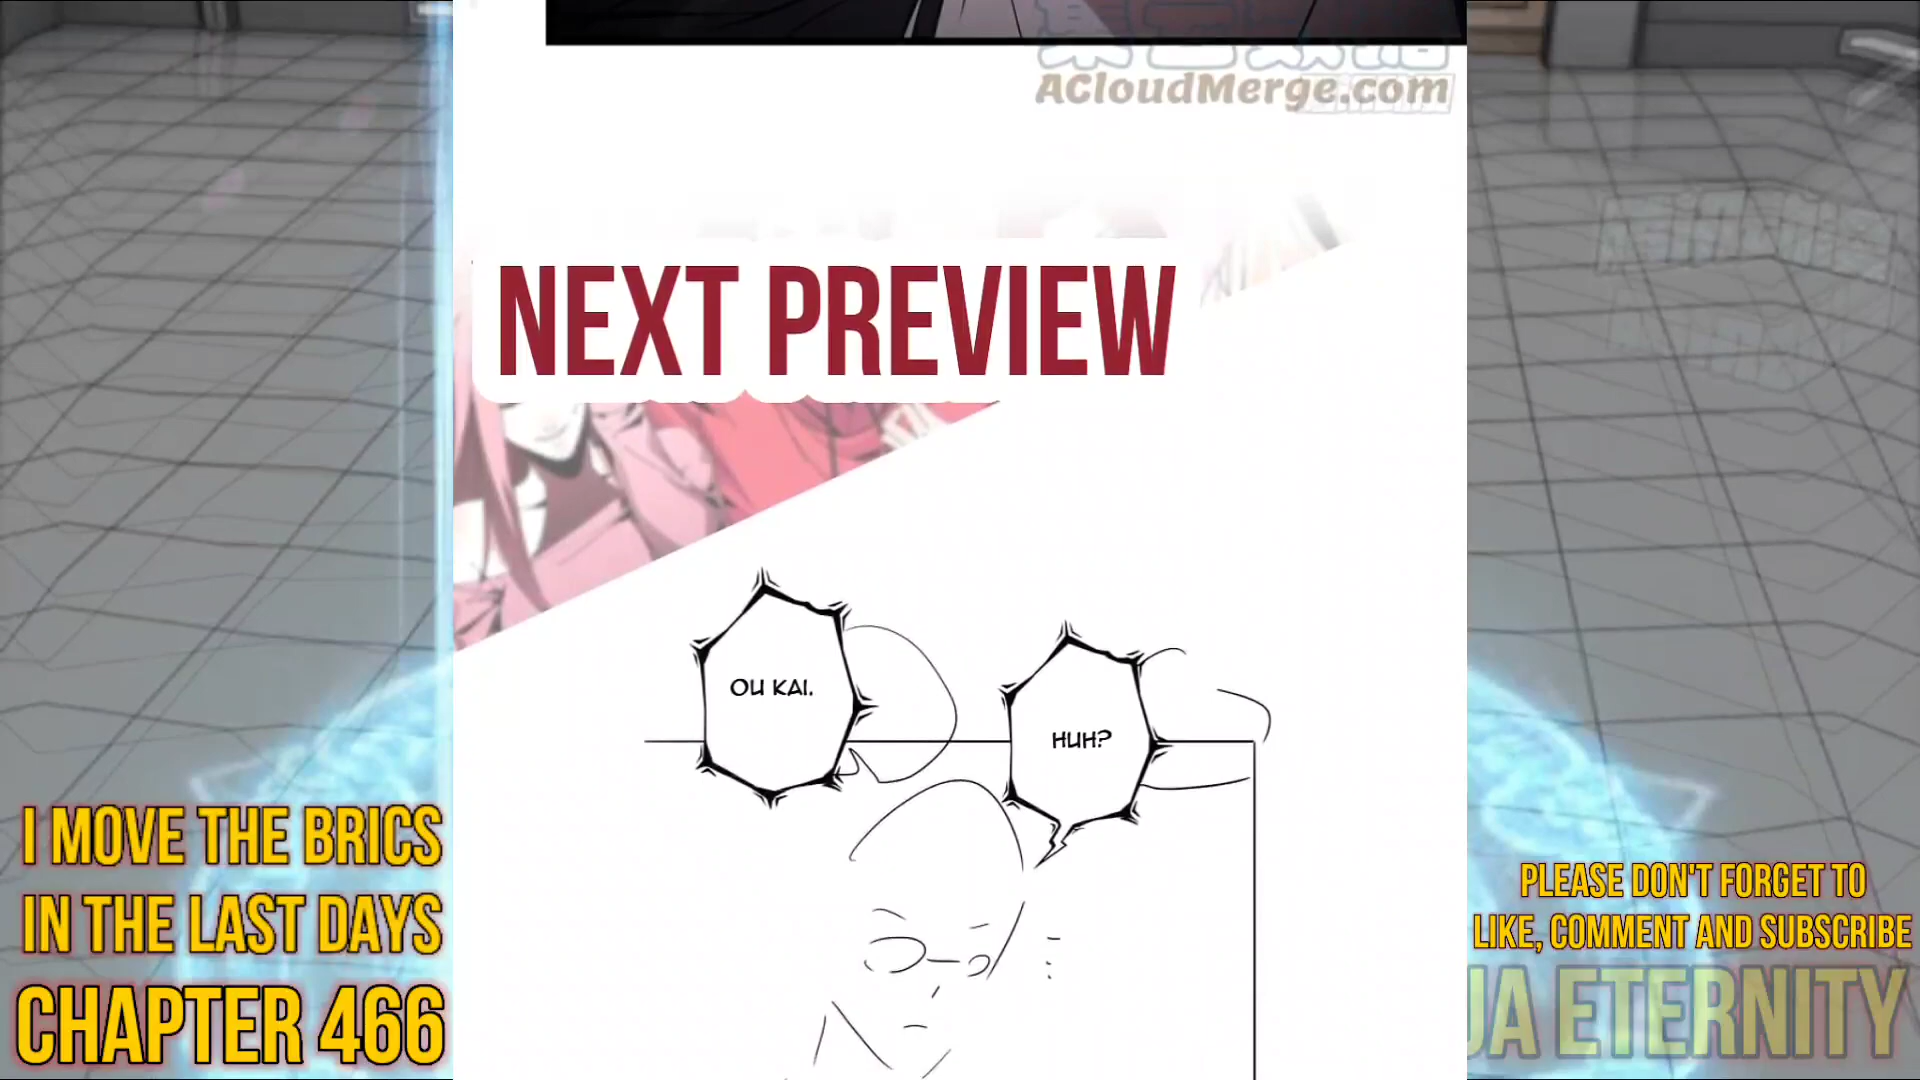 ACloudMerge.com
NEXT PREVIEW
OU KAI.
HUH?
I MOVE THE BRICS
IN THE LAST DAYS
CHAPTER 466
PLEASE DON'T FORGET TO
LIKE, COMMENT AND SUBSCRIBE
UA ETERNITY